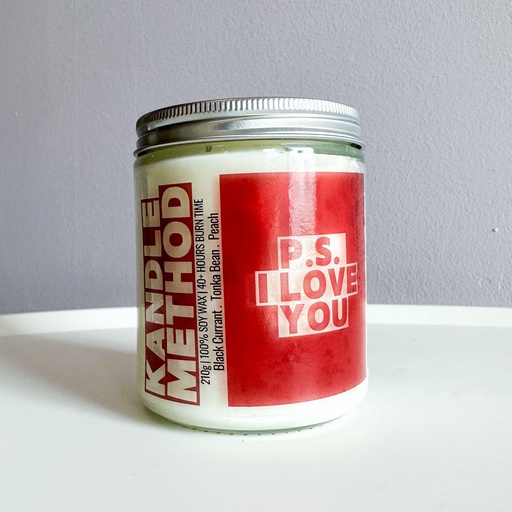 KANDLE
METHOD
210g | 100% SOY WAX | 40+ HOURS BURN TIME
Black Currant . Tonka Bean . Peach
P.S.
I LOVE
YOU